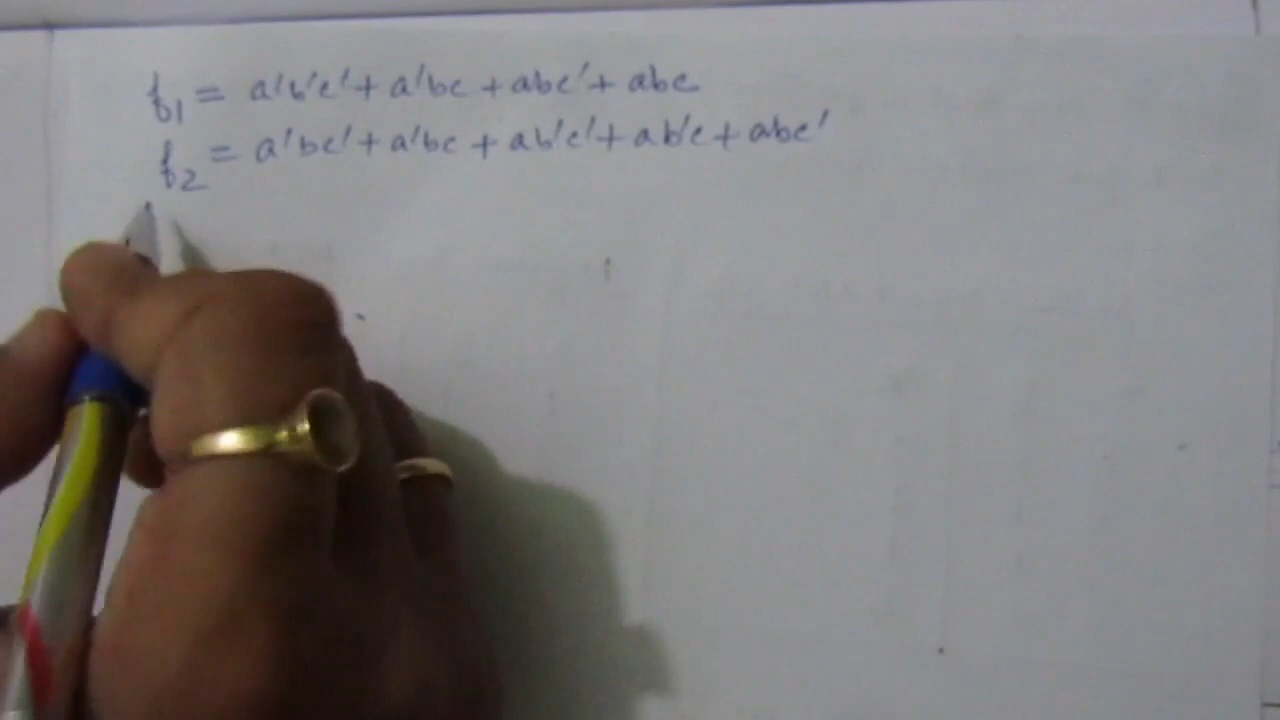 f1 = a'b'c' + a'bc + abc' + abc
f2 = a'bc' + a'bc + ab'c' + ab'c + abc'